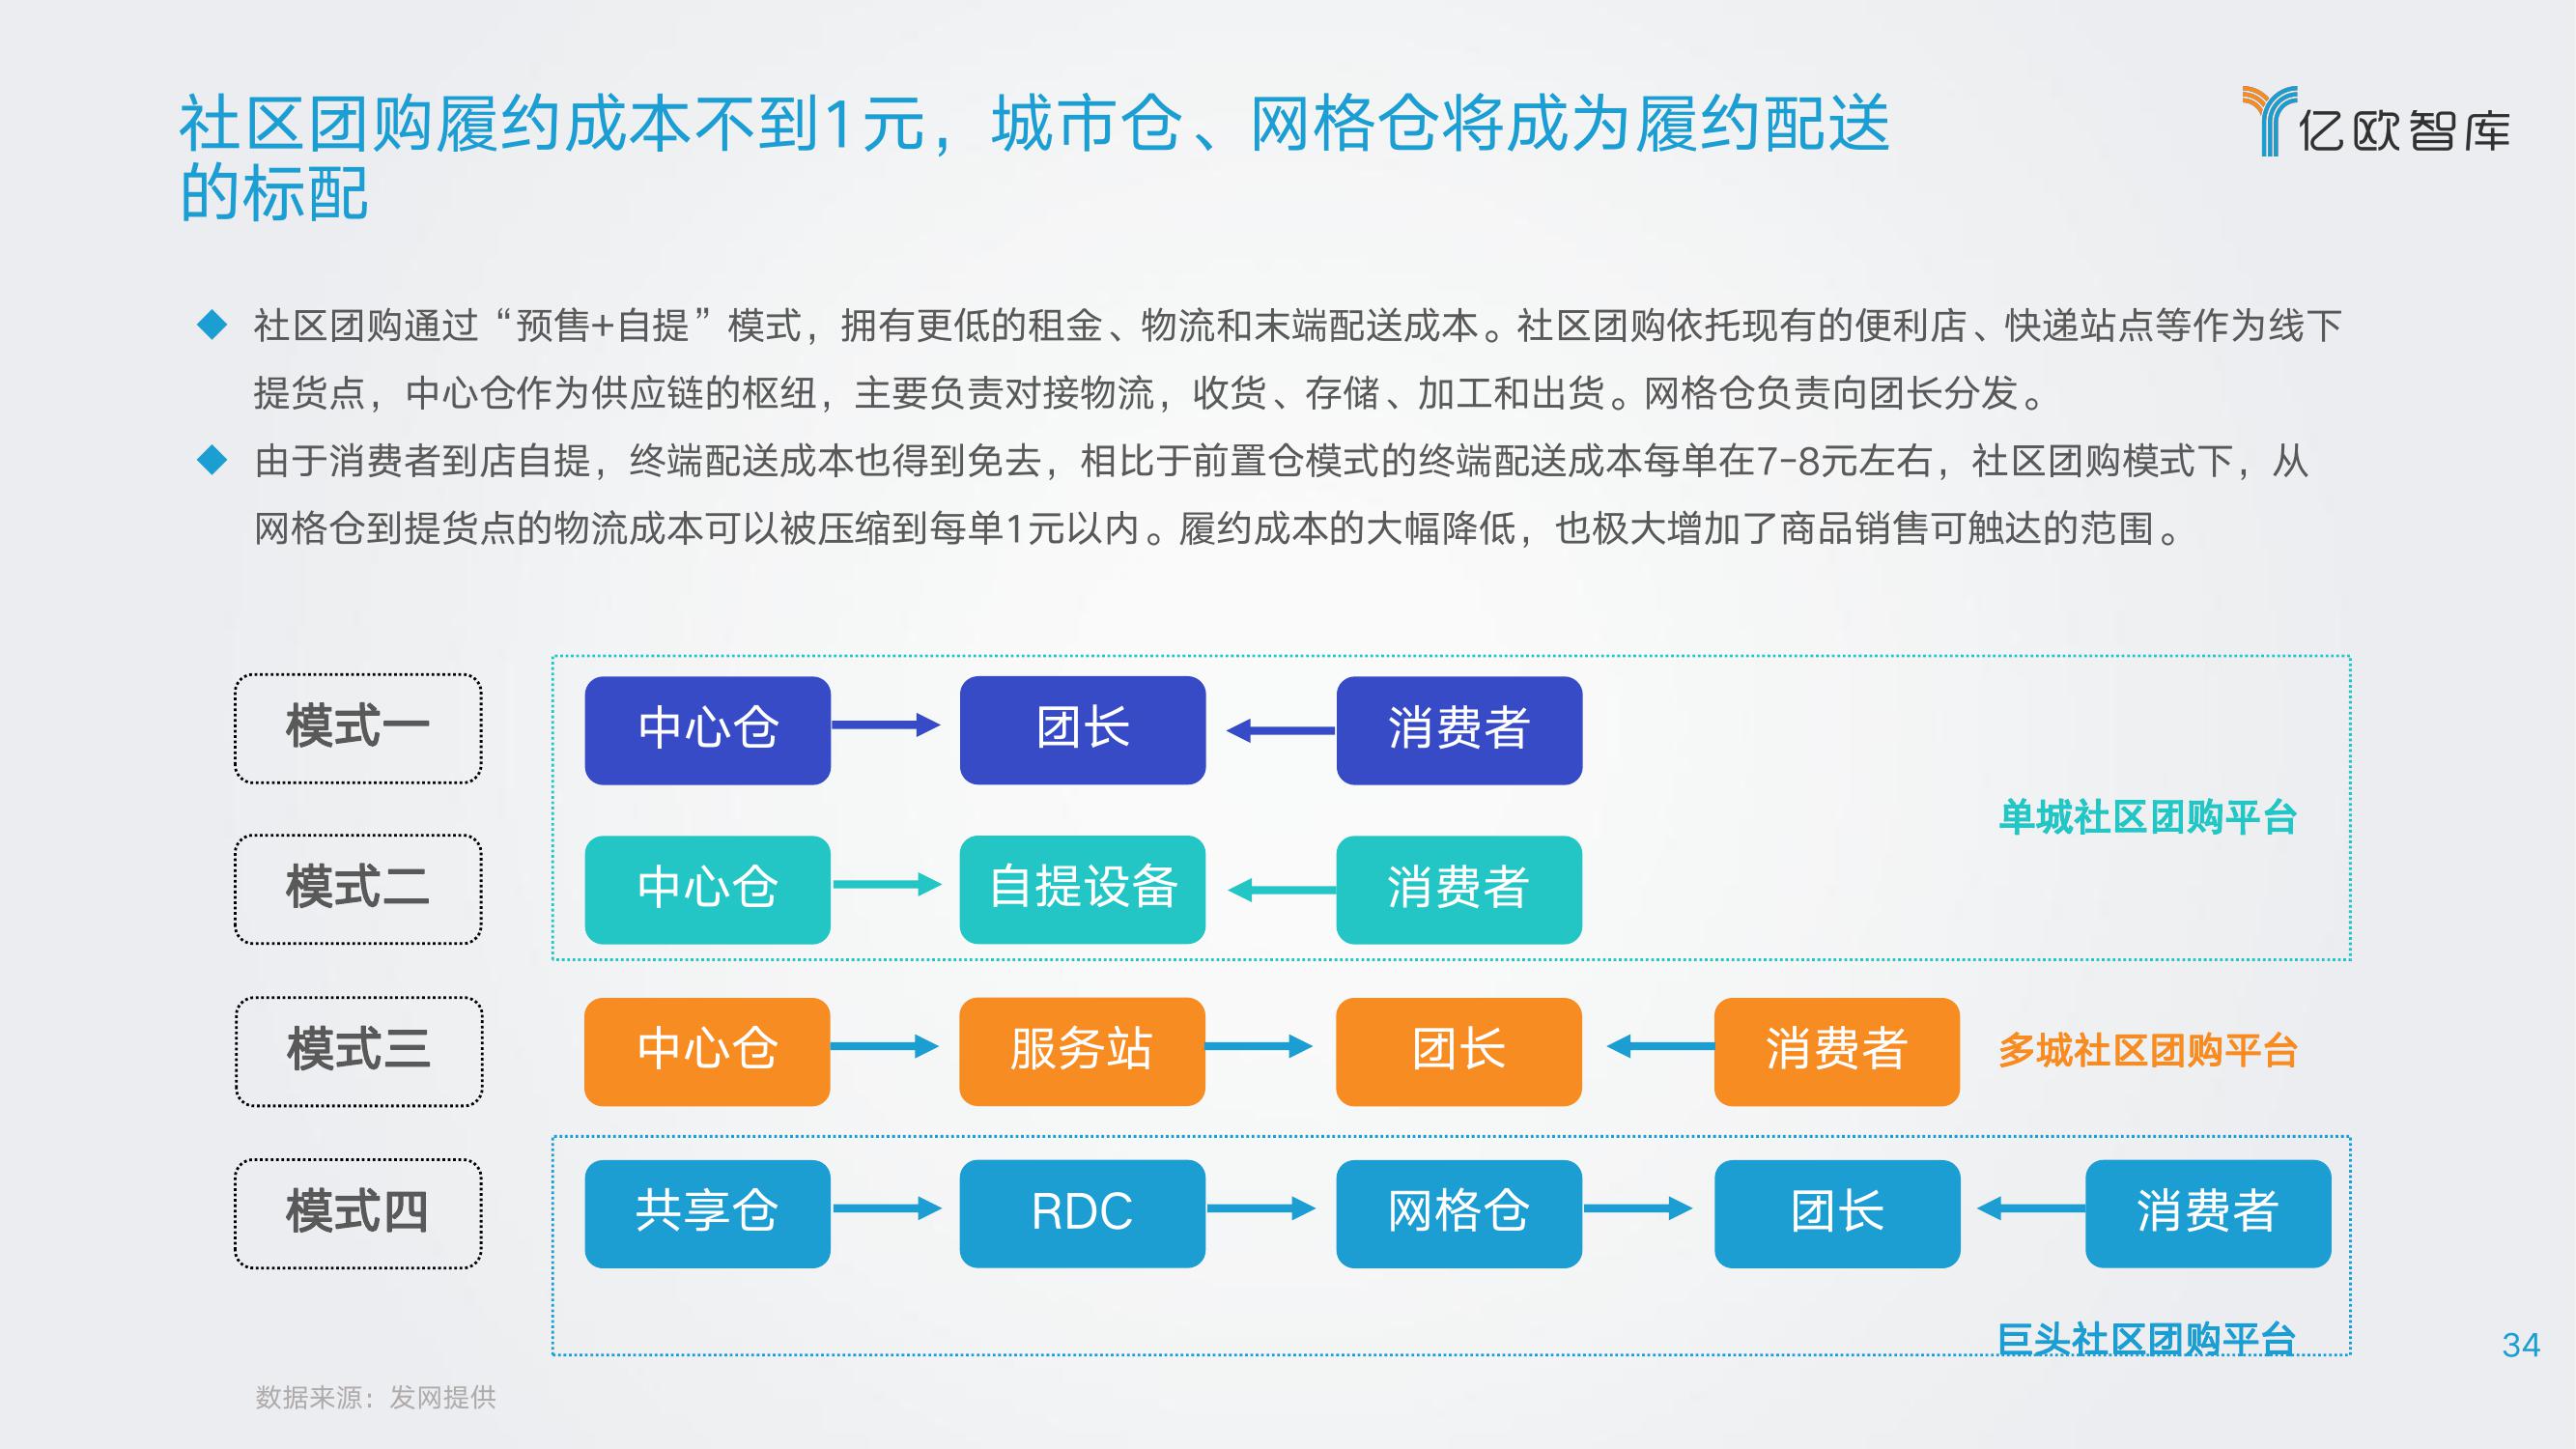 社区团购履约成本不到1元，城市仓、网格仓将成为履约配送
的标配
亿欧智库
社区团购通过“预售+自提”模式，拥有更低的租金、物流和末端配送成本。社区团购依托现有的便利店、快递站点等作为线下
提货点，中心仓作为供应链的枢纽，主要负责对接物流，收货、存储、加工和出货。网格仓负责向团长分发。
由于消费者到店自提，终端配送成本也得到免去，相比于前置仓模式的终端配送成本每单在7-8元左右，社区团购模式下，从
网格仓到提货点的物流成本可以被压缩到每单1元以内。履约成本的大幅降低，也极大增加了商品销售可触达的范围。
模式一
中心仓
团长
消费者
单城社区团购平台
模式二
中心仓
自提设备
消费者
模式三
中心仓
服务站
团长
消费者
多城社区团购平台
模式四
共享仓
RDC
网格仓
团长
消费者
巨头社区团购平台
34
数据来源：发网提供